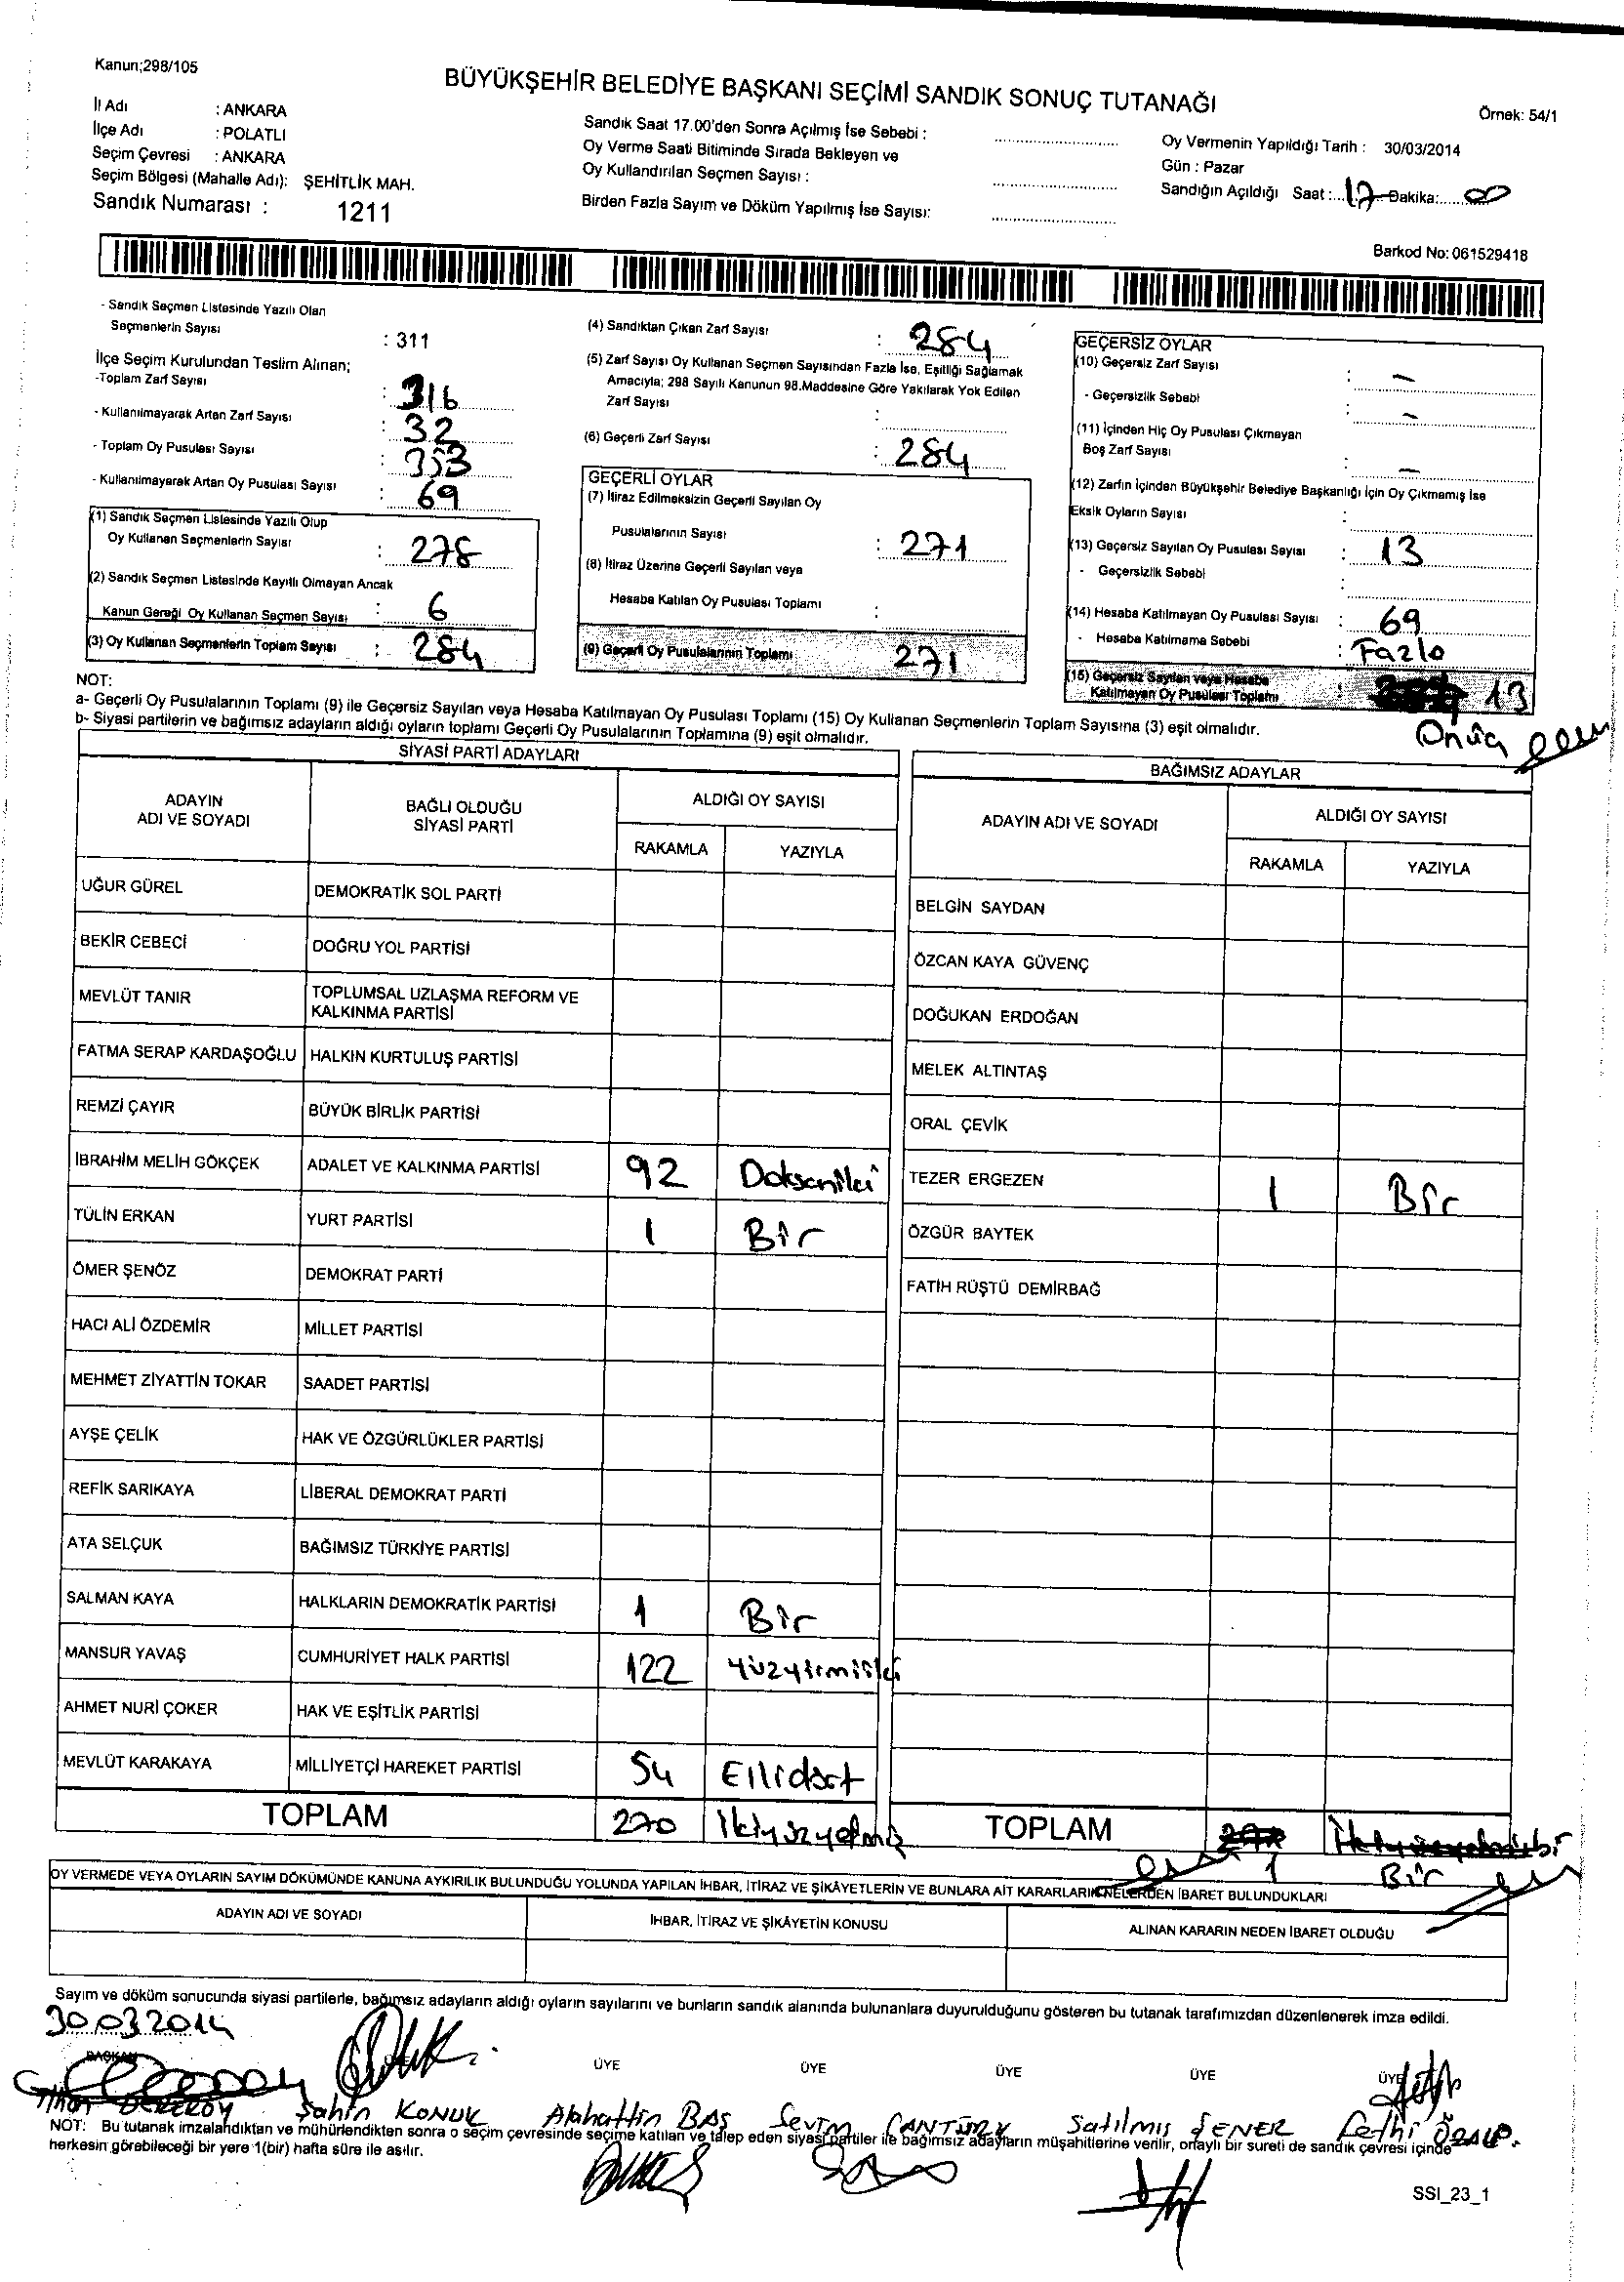 Kanun;298/105
BÜYÜKŞEHİR BELEDİYE BAŞKANI SEÇİMİ SANDIK SONUÇ TUTANAĞI
Örnek: 54/1
İl Adı : ANKARA
İlçe Adı : POLATLI
Seçim Çevresi : ANKARA
Seçim Bölgesi (Mahalle Adı): ŞEHİTLİK MAH.
Sandık Numarası : 1211
Sandık Saat 17.00'den Sonra Açılmış İse Sebebi :
Oy Verme Saati Bitiminde Sırada Bekleyen ve
Oy Kullandırılan Seçmen Sayısı :
Birden Fazla Sayım ve Döküm Yapılmış İse Sayısı:
Oy Vermenin Yapıldığı Tarih : 30/03/2014
Gün : Pazar
Sandığın Açıldığı Saat : 17 Dakika: 00
Barkod No: 061529418
- Sandık Seçmen Listesinde Yazılı Olan
Seçmenlerin Sayısı : 311
İlçe Seçim Kurulundan Teslim Alınan;
-Toplam Zarf Sayısı : 316
- Kullanılmayarak Artan Zarf Sayısı : 32
- Toplam Oy Pusulası Sayısı : 353
- Kullanılmayarak Artan Oy Pusulası Sayısı : 69
(1) Sandık Seçmen Listesinde Yazılı Olup
Oy Kullanan Seçmenlerin Sayısı : 278
(2) Sandık Seçmen Listesinde Kayıtlı Olmayan Ancak
Kanun Gereği Oy Kullanan Seçmen Sayısı : 6
(3) Oy Kullanan Seçmenlerin Toplam Sayısı : 284
(4) Sandıktan Çıkan Zarf Sayısı : 284
(5) Zarf Sayısı Oy Kullanan Seçmen Sayısından Fazla İse, Eşitliği Sağlamak
Amacıyla; 298 Sayılı Kanunun 98.Maddesine Göre Yakılarak Yok Edilen
Zarf Sayısı :
(6) Geçerli Zarf Sayısı : 284
GEÇERLİ OYLAR
(7) İtiraz Edilmeksizin Geçerli Sayılan Oy
Pusulalarının Sayısı : 271
(8) İtiraz Üzerine Geçerli Sayılan veya
Hesaba Katılan Oy Pusulası Toplamı :
(9) Geçerli Oy Pusulalarının Toplamı 271
GEÇERSİZ OYLAR
(10) Geçersiz Zarf Sayısı : -
- Geçersizlik Sebebi : -
(11) İçinden Hiç Oy Pusulası Çıkmayan
Boş Zarf Sayısı : -
(12) Zarfın İçinden Büyükşehir Belediye Başkanlığı İçin Oy Çıkmamış İse
Eksik Oyların Sayısı :
(13) Geçersiz Sayılan Oy Pusulası Sayısı : 13
- Geçersizlik Sebebi :
(14) Hesaba Katılmayan Oy Pusulası Sayısı : 69
- Hesaba Katılmama Sebebi : Fazla
(15) Geçersiz Sayılan veya Hesaba
Katılmayan Oy Pusulası Toplamı : 13
Onüç
NOT:
a- Geçerli Oy Pusulalarının Toplamı (9) ile Geçersiz Sayılan veya Hesaba Katılmayan Oy Pusulası Toplamı (15) Oy Kullanan Seçmenlerin Toplam Sayısına (3) eşit olmalıdır.
b- Siyasi partilerin ve bağımsız adayların aldığı oyların toplamı Geçerli Oy Pusulalarının Toplamına (9) eşit olmalıdır.
SİYASİ PARTİ ADAYLARI
ADAYIN ADI VE SOYADI BAĞLI OLDUĞU SİYASİ PARTİ ALDIĞI OY SAYISI
RAKAMLA YAZIYLA
UĞUR GÜREL DEMOKRATİK SOL PARTİ
BEKİR CEBECİ DOĞRU YOL PARTİSİ
MEVLÜT TANIR TOPLUMSAL UZLAŞMA REFORM VE KALKINMA PARTİSİ
FATMA SERAP KARDAŞOĞLU HALKIN KURTULUŞ PARTİSİ
REMZİ ÇAYIR BÜYÜK BİRLİK PARTİSİ
İBRAHİM MELİH GÖKÇEK ADALET VE KALKINMA PARTİSİ 92 Doksaniki
TÜLİN ERKAN YURT PARTİSİ 1 Bir
ÖMER ŞENÖZ DEMOKRAT PARTİ
HACI ALİ ÖZDEMİR MİLLET PARTİSİ
MEHMET ZİYATTİN TOKAR SAADET PARTİSİ
AYŞE ÇELİK HAK VE ÖZGÜRLÜKLER PARTİSİ
REFİK SARIKAYA LİBERAL DEMOKRAT PARTİ
ATA SELÇUK BAĞIMSIZ TÜRKİYE PARTİSİ
SALMAN KAYA HALKLARIN DEMOKRATİK PARTİSİ 1 Bir
MANSUR YAVAŞ CUMHURİYET HALK PARTİSİ 122 Yüzyirmiiki
AHMET NURİ ÇOKER HAK VE EŞİTLİK PARTİSİ
MEVLÜT KARAKAYA MİLLİYETÇİ HAREKET PARTİSİ 54 Ellidört
TOPLAM 270 İkiyüzyetmiş
BAĞIMSIZ ADAYLAR
ADAYIN ADI VE SOYADI ALDIĞI OY SAYISI
RAKAMLA YAZIYLA
BELGİN SAYDAN
ÖZCAN KAYA GÜVENÇ
DOĞUKAN ERDOĞAN
MELEK ALTINTAŞ
ORAL ÇEVİK
TEZER ERGEZEN 1 Bir
ÖZGÜR BAYTEK
FATİH RÜŞTÜ DEMİRBAĞ
TOPLAM
1 Bir
OY VERMEDE VEYA OYLARIN SAYIM DÖKÜMÜNDE KANUNA AYKIRILIK BULUNDUĞU YOLUNDA YAPILAN İHBAR, İTİRAZ VE ŞİKÂYETLERİN VE BUNLARA AİT KARARLARIN NELERDEN İBARET BULUNDUKLARI
ADAYIN ADI VE SOYADI İHBAR, İTİRAZ VE ŞİKÂYETİN KONUSU ALINAN KARARIN NEDEN İBARET OLDUĞU
Sayım ve döküm sonucunda siyasi partilerle, bağımsız adayların aldığı oyların sayılarını ve bunların sandık alanında bulunanlara duyurulduğunu gösteren bu tutanak tarafımızdan düzenlenerek imza edildi.
30.03.2014
BAŞKAN ÜYE ÜYE ÜYE ÜYE ÜYE
Şahin KONUK Alahattin BAŞ Sevim CANTÜRK Satılmış ŞENER Fethi ÖZALP.
NOT: Bu tutanak imzalandıktan ve mühürlendikten sonra o seçim çevresinde seçime katılan ve talep eden siyasi partiler ile bağımsız adayların müşahitlerine verilir, onaylı bir sureti de sandık çevresi içinde
herkesin görebileceği bir yere 1(bir) hafta süre ile asılır.
SSI_23_1